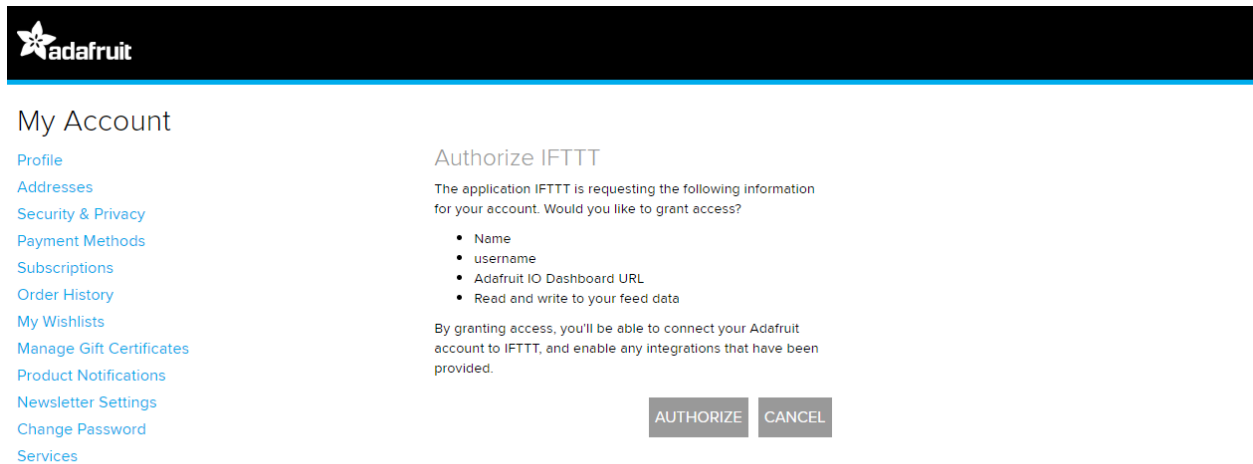 adafruit
My Account
Profile
Addresses
Security & Privacy
Payment Methods
Subscriptions
Order History
My Wishlists
Manage Gift Certificates
Product Notifications
Newsletter Settings
Change Password
Services
Authorize IFTTT
The application IFTTT is requesting the following information
for your account. Would you like to grant access?
• Name
• username
• Adafruit IO Dashboard URL
• Read and write to your feed data
By granting access, you'll be able to connect your Adafruit
account to IFTTT, and enable any integrations that have been
provided.
AUTHORIZE CANCEL